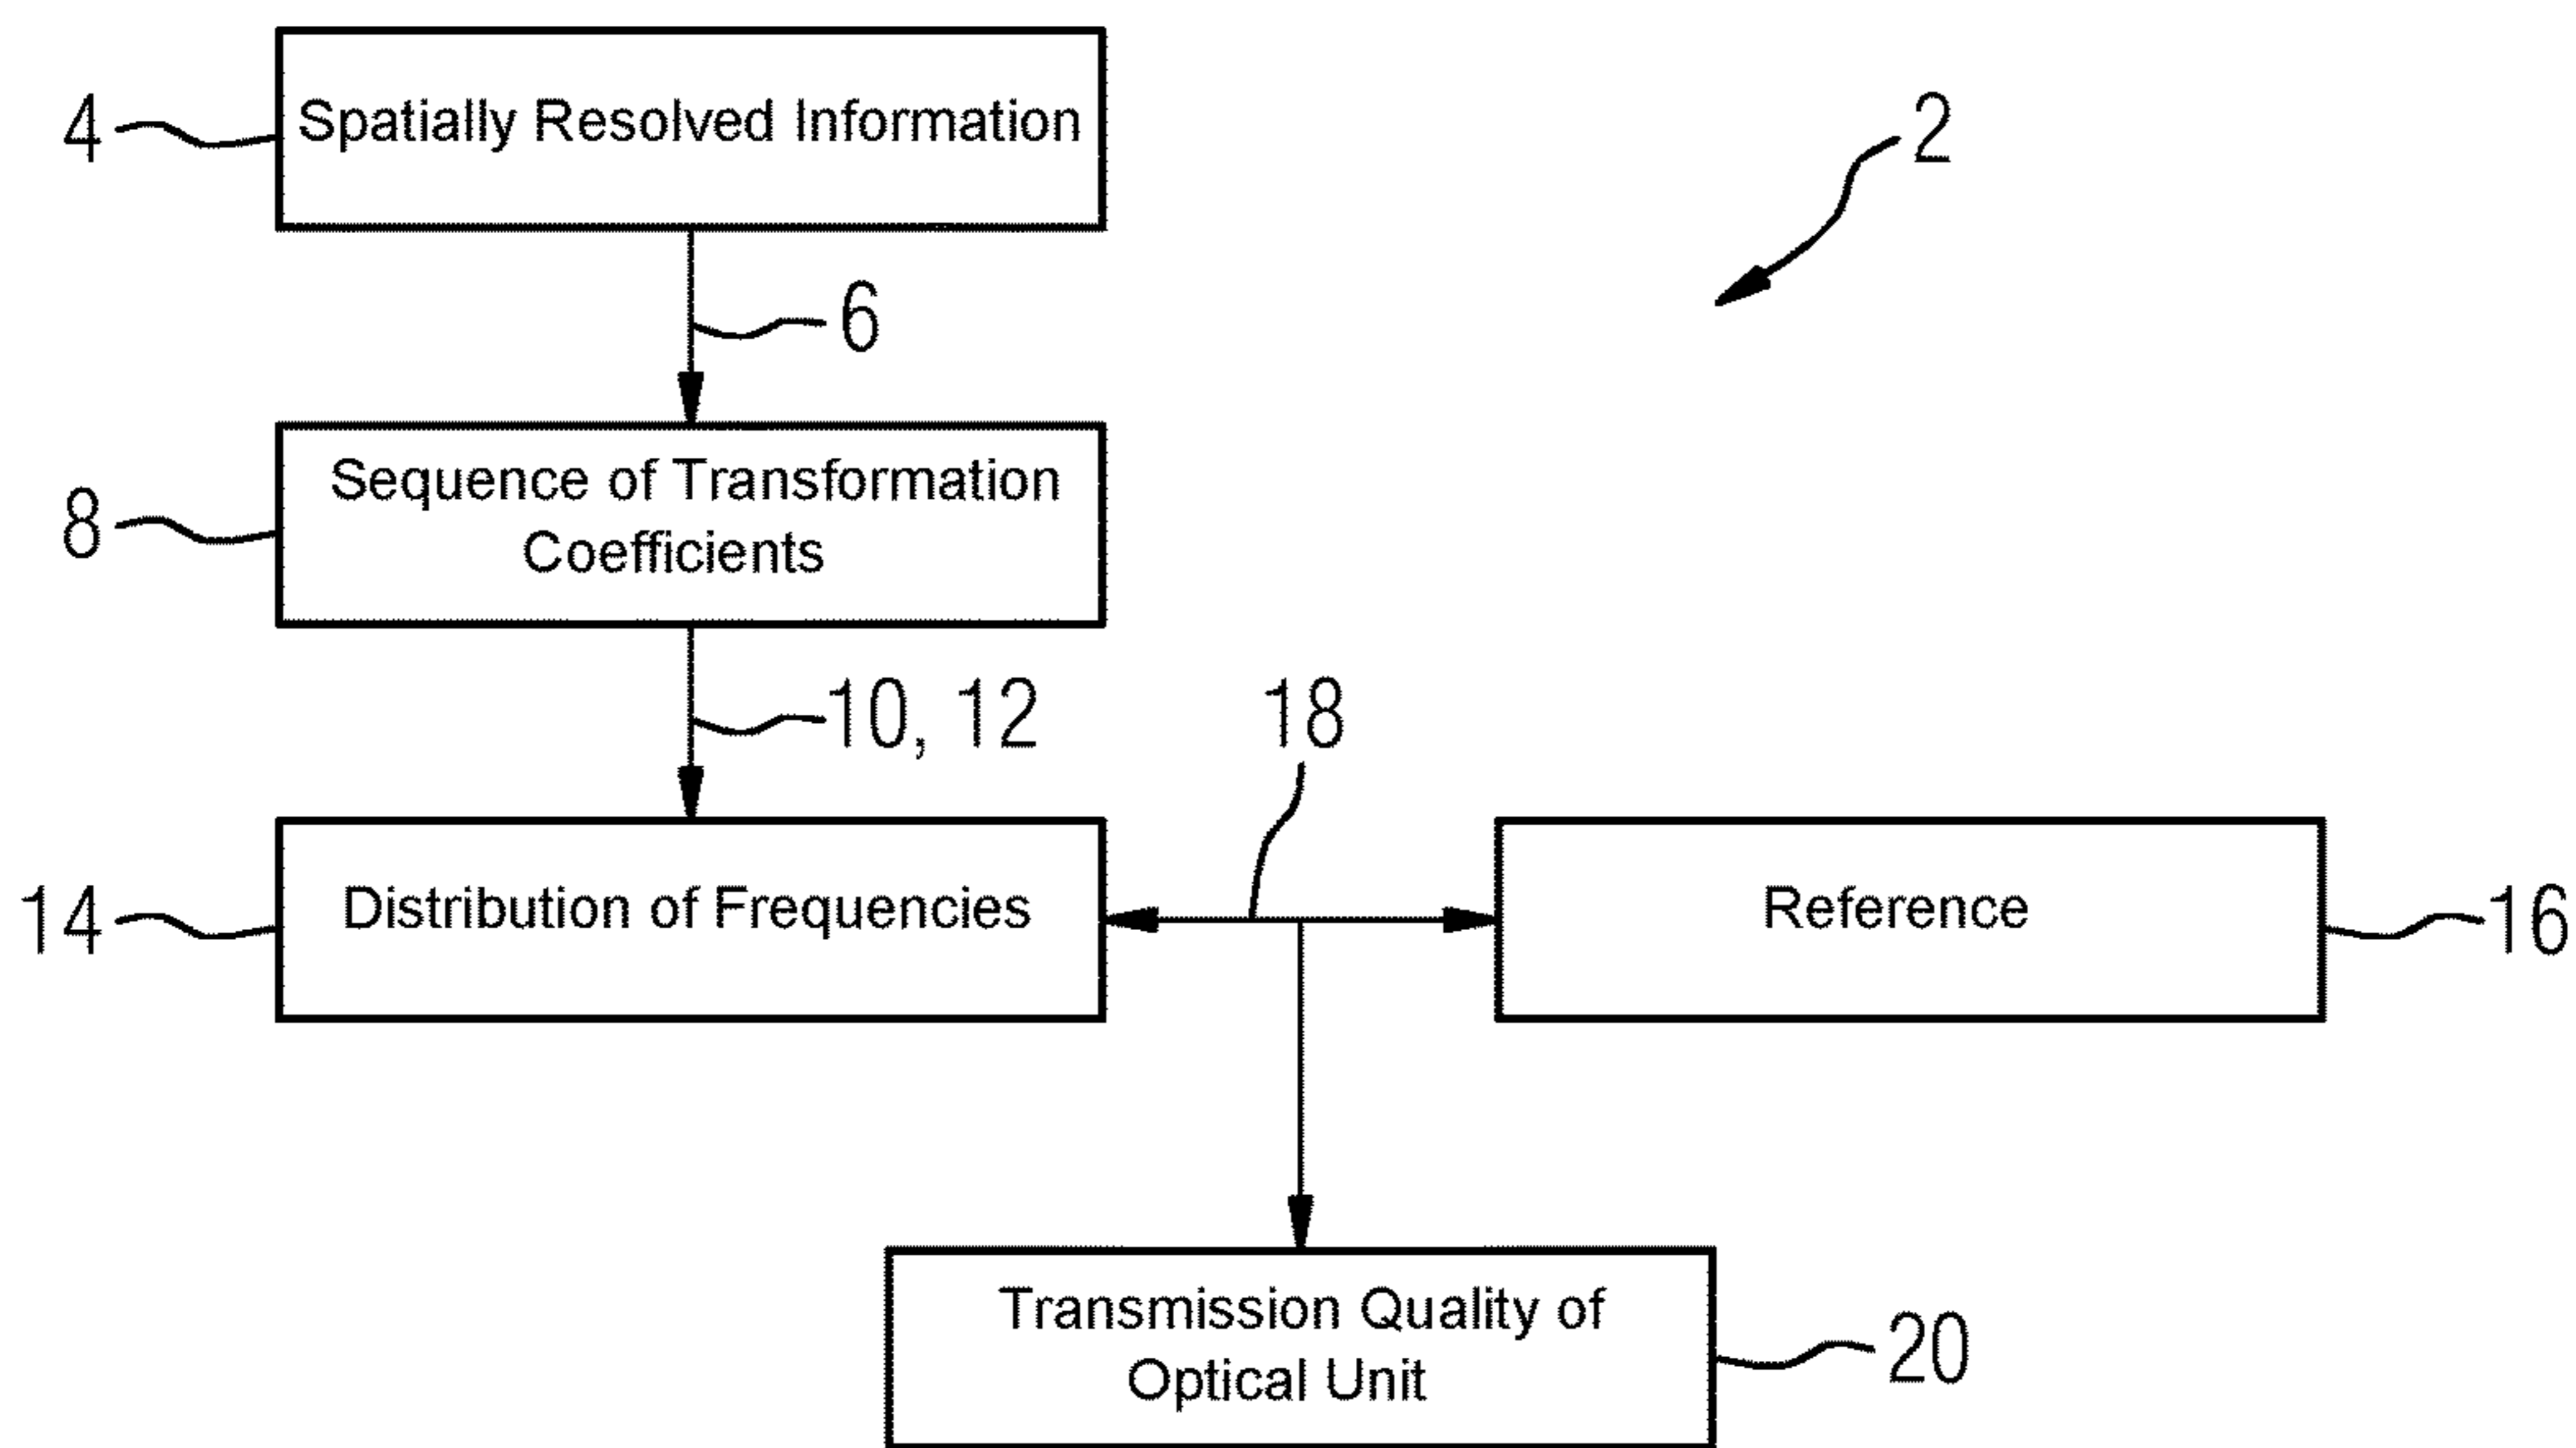 4
Spatially Resolved Information
2
6
8
Sequence of Transformation
Coefficients
10, 12
18
14
Distribution of Frequencies
Reference
16
Transmission Quality of
Optical Unit
20